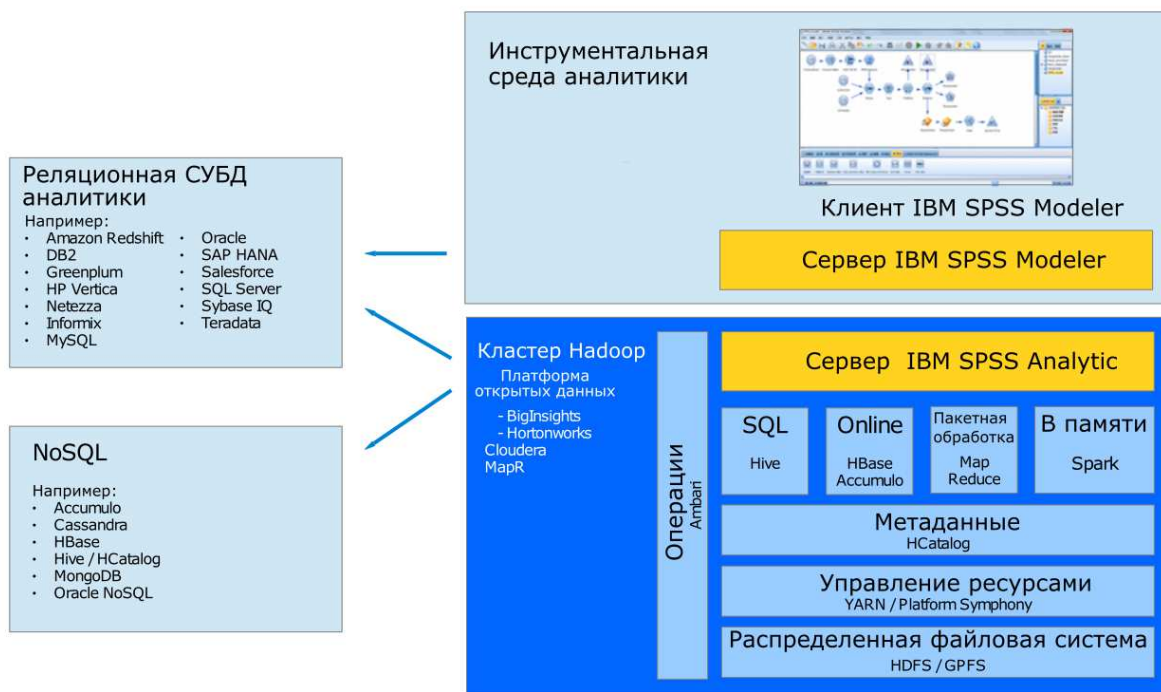 Инструментальная
среда аналитики
Клиент IBM SPSS Modeler
Сервер IBM SPSS Modeler
Реляционная СУБД
аналитики
Например:
• Amazon Redshift
• DB2
• Greenplum
• HP Vertica
• Netezza
• Informix
• MySQL
• Oracle
• SAP HANA
• Salesforce
• SQL Server
• Sybase IQ
• Teradata
NoSQL
Например:
• Accumulo
• Cassandra
• HBase
• Hive / HCatalog
• MongoDB
• Oracle NoSQL
Кластер Hadoop
Платформа
открытых данных
- BigInsights
- Hortonworks
Cloudera
MapR
Операции
Ambari
Сервер IBM SPSS Analytic
SQL
Hive
Online
HBase
Accumulo
Пакетная
обработка
Map
Reduce
В памяти
Spark
Метаданные
HCatalog
Управление ресурсами
YARN / Platform Symphony
Распределенная файловая система
HDFS / GPFS